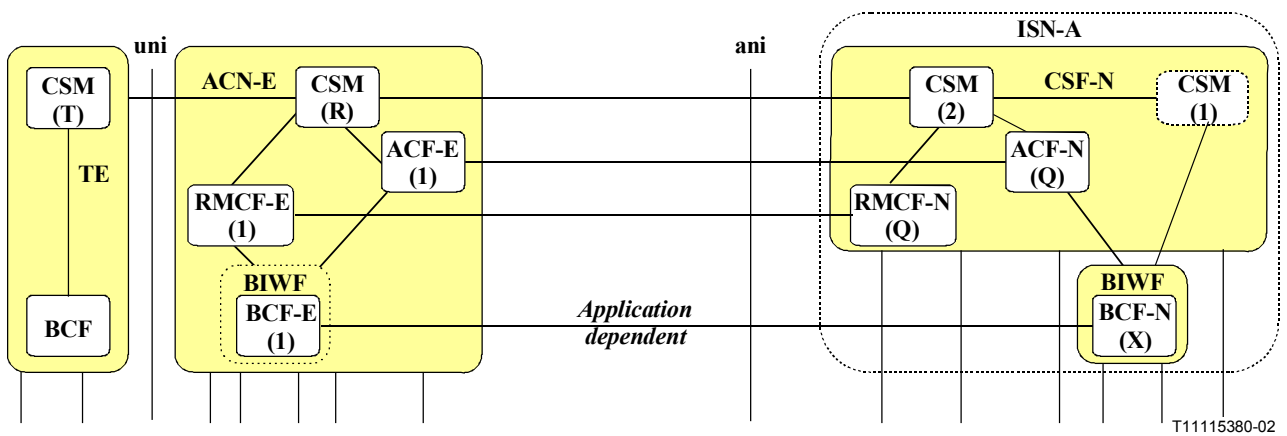 ISN-A
uni
ani
ACN-E
CSF-N
CSM
(T)
CSM
(R)
CSM
(2)
CSM
(1)
TE
ACF-E
(1)
ACF-N
(Q)
RMCF-E
(1)
RMCF-N
(Q)
BIWF
BIWF
BCF
BCF-E
(1)
Application
dependent
BCF-N
(X)
T11115380-02